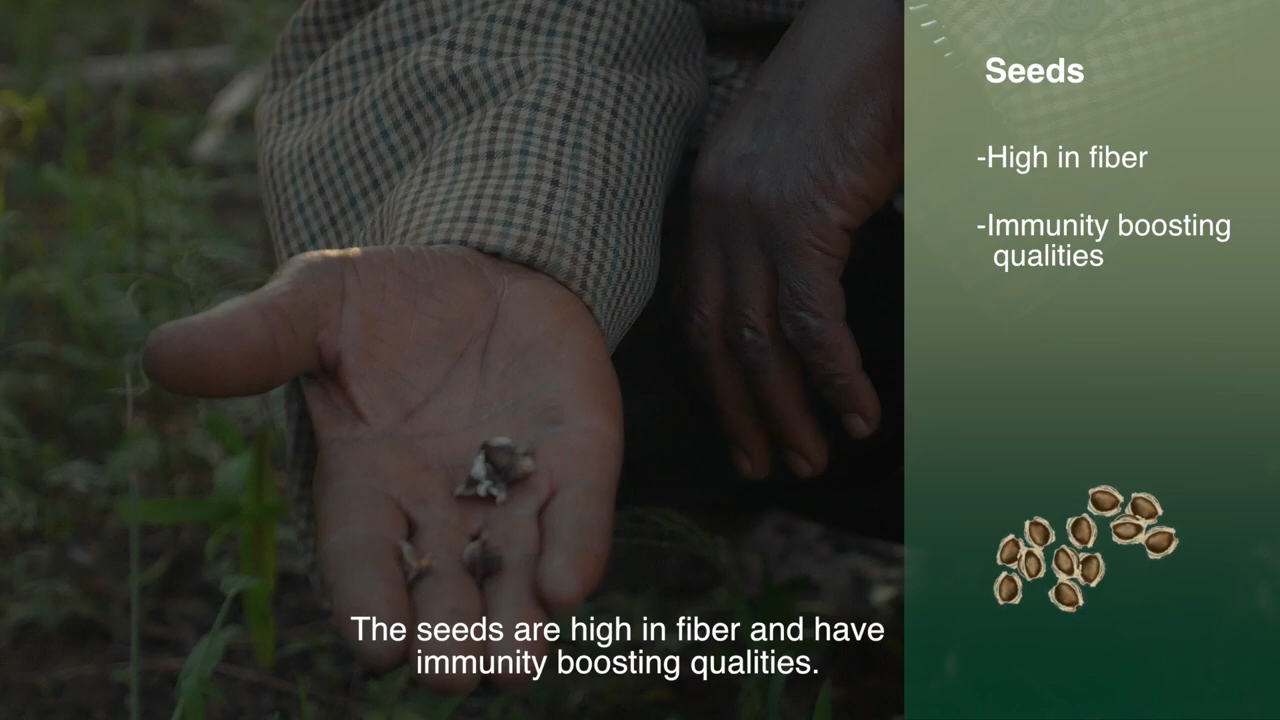 Seeds
-High in fiber
-Immunity boosting
qualities
The seeds are high in fiber and have
immunity boosting qualities.